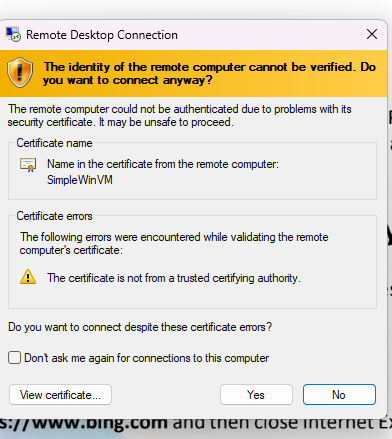 Remote Desktop Connection
The identity of the remote computer cannot be verified. Do
you want to connect anyway?
The remote computer could not be authenticated due to problems with its
security certificate. It may be unsafe to proceed.
Certificate name
Name in the certificate from the remote computer:
SimpleWinVM
Certificate errors
The following errors were encountered while validating the remote
computer's certificate:
The certificate is not from a trusted certifying authority.
Do you want to connect despite these certificate errors?
Don't ask me again for connections to this computer
View certificate...
Yes
No
s://www.bing.com and then close Internet Ex